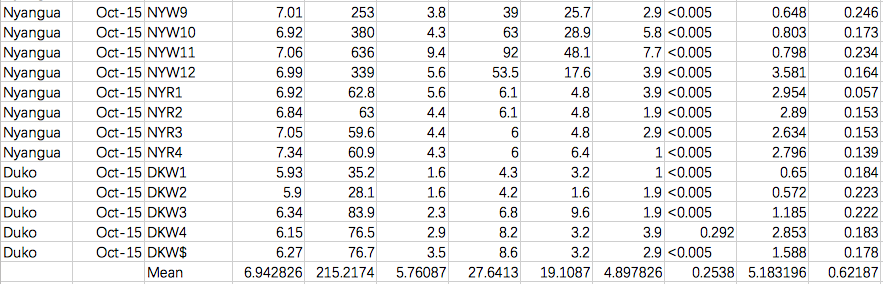 Nyangua Oct-15 NYW9 7.01 253 3.8 39 25.7 2.9 <0.005 0.648 0.246
Nyangua Oct-15 NYW10 6.92 380 4.3 63 28.9 5.8 <0.005 0.803 0.173
Nyangua Oct-15 NYW11 7.06 636 9.4 92 48.1 7.7 <0.005 0.798 0.234
Nyangua Oct-15 NYW12 6.99 339 5.6 53.5 17.6 3.9 <0.005 3.581 0.164
Nyangua Oct-15 NYR1 6.92 62.8 5.6 6.1 4.8 3.9 <0.005 2.954 0.057
Nyangua Oct-15 NYR2 6.84 63 4.4 6.1 4.8 1.9 <0.005 2.89 0.153
Nyangua Oct-15 NYR3 7.05 59.6 4.4 6 4.8 2.9 <0.005 2.634 0.153
Nyangua Oct-15 NYR4 7.34 60.9 4.3 6 6.4 1 <0.005 2.796 0.139
Duko Oct-15 DKW1 5.93 35.2 1.6 4.3 3.2 1 <0.005 0.65 0.184
Duko Oct-15 DKW2 5.9 28.1 1.6 4.2 1.6 1.9 <0.005 0.572 0.223
Duko Oct-15 DKW3 6.34 83.9 2.3 6.8 9.6 1.9 <0.005 1.185 0.222
Duko Oct-15 DKW4 6.15 76.5 2.9 8.2 3.2 3.9 0.292 2.853 0.183
Duko Oct-15 DKW$ 6.27 76.7 3.5 8.6 3.2 2.9 <0.005 1.588 0.178
Mean 6.942826 215.2174 5.76087 27.6413 19.1087 4.897826 0.2538 5.183196 0.62187